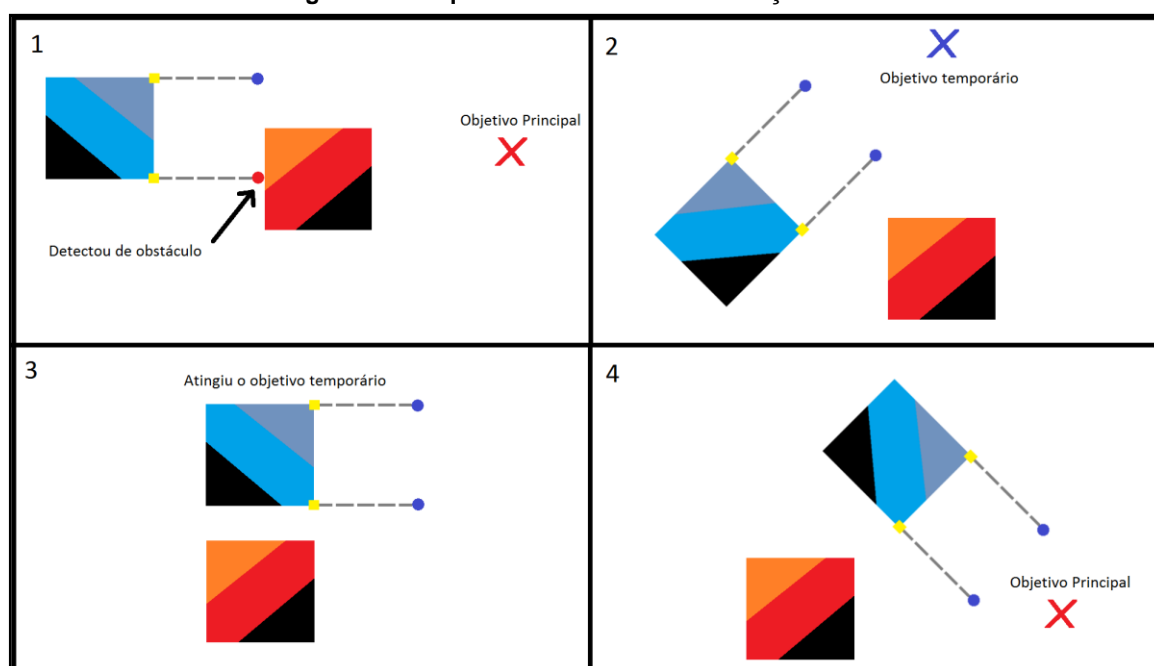 1
Objetivo Principal
Detectou de obstáculo
2
Objetivo temporário
3
Atingiu o objetivo temporário
4
Objetivo Principal